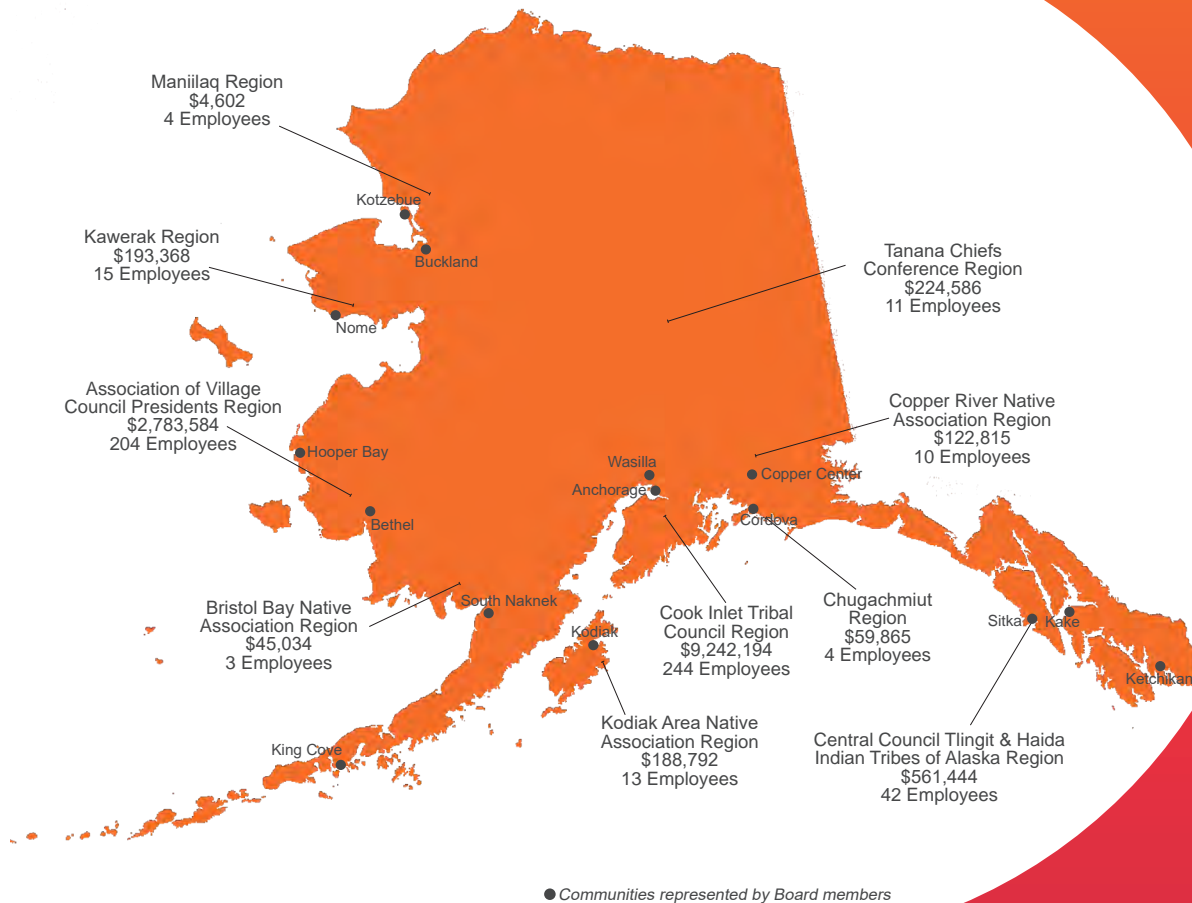 Maniilaq Region
$4,602
4 Employees
Kotzebue
Kawerak Region
$193,368
15 Employees
Buckland
Nome
Tanana Chiefs
Conference Region
$224,586
11 Employees
Association of Village
Council Presidents Region
$2,783,584
204 Employees
Hooper Bay
Bethel
Copper River Native
Association Region
$122,815
10 Employees
Wasilla
Anchorage
Copper Center
Cordova
Bristol Bay Native
Association Region
$45,034
3 Employees
South Naknek
Kodiak
Cook Inlet Tribal
Council Region
$9,242,194
244 Employees
Chugachmiut
Region
$59,865
4 Employees
Sitka
Kake
Ketchikan
King Cove
Kodiak Area Native
Association Region
$188,792
13 Employees
Central Council Tlingit & Haida
Indian Tribes of Alaska Region
$561,444
42 Employees
Communities represented by Board members